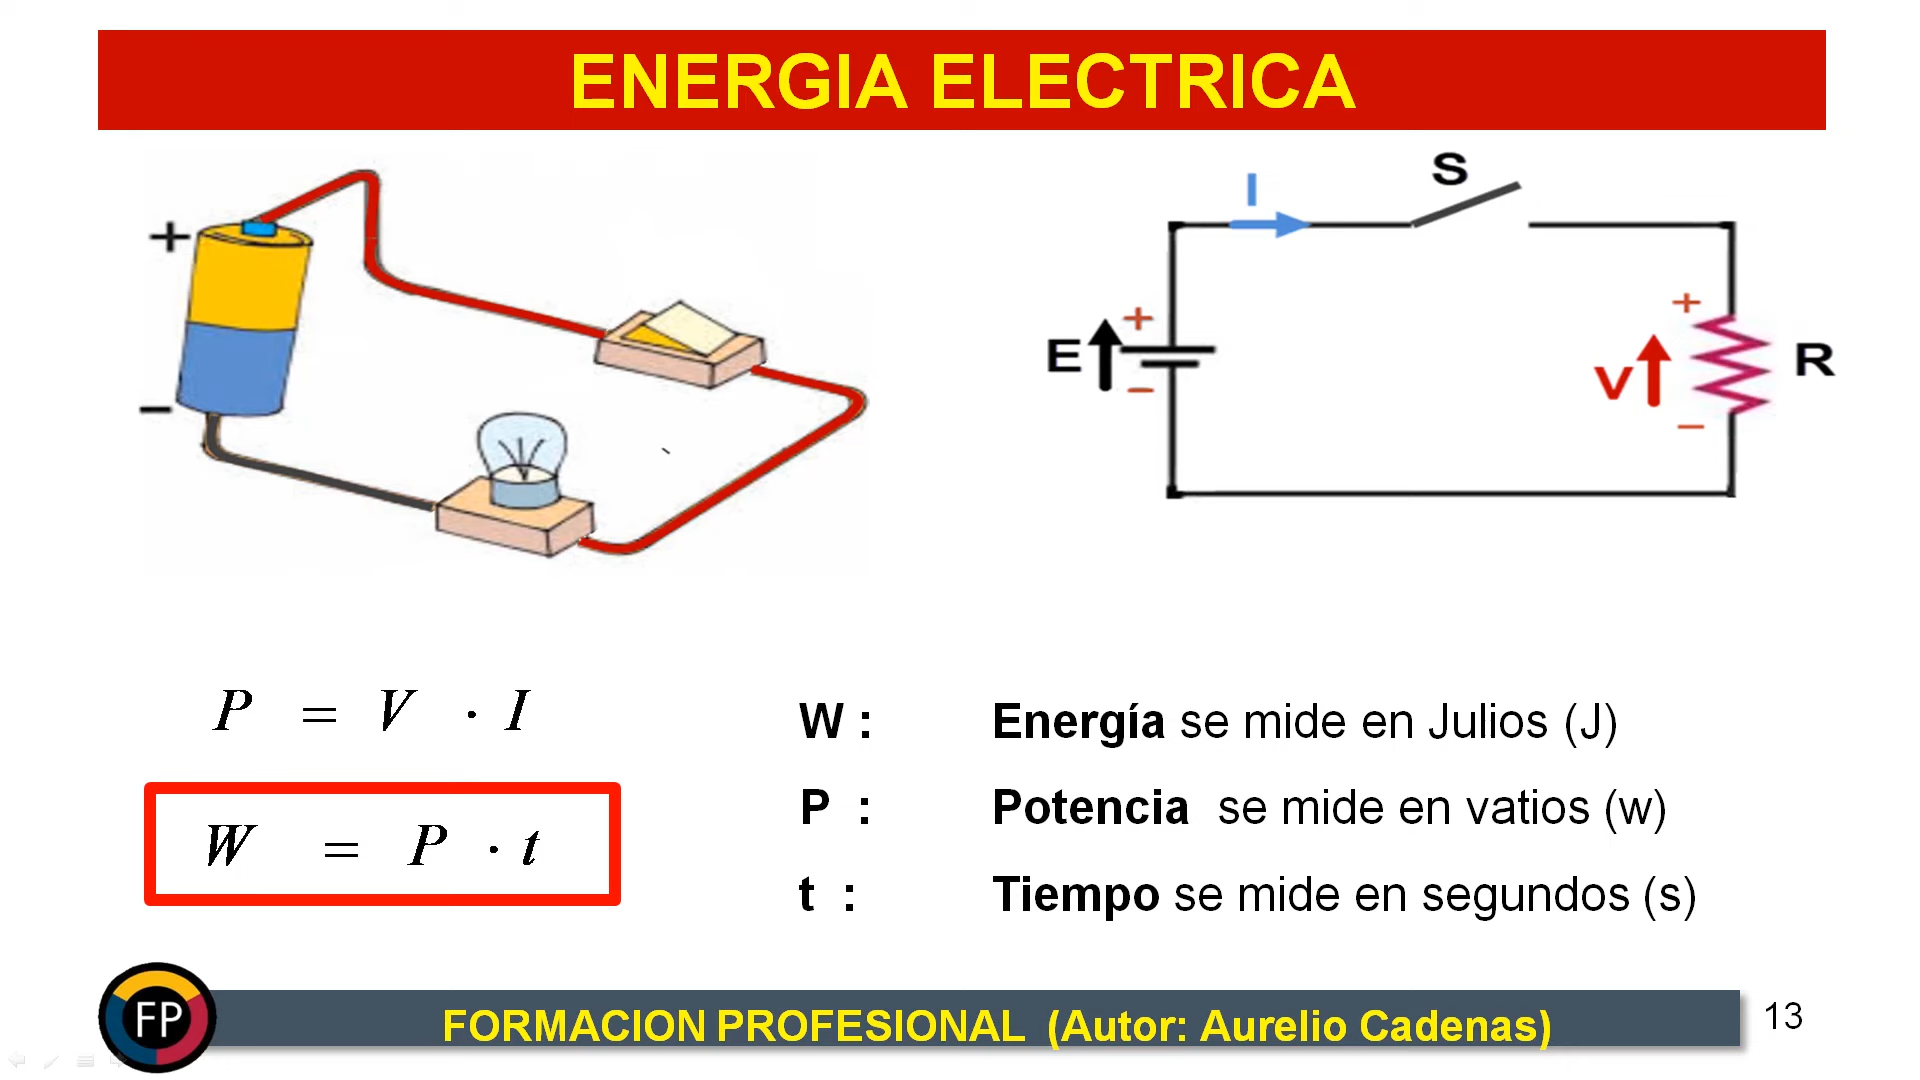 ENERGIA ELECTRICA
+
−
I
S
E
+
−
V
+
−
R
P = V · I
W = P · t
W : Energía se mide en Julios (J)
P : Potencia se mide en vatios (w)
t : Tiempo se mide en segundos (s)
FP
FORMACION PROFESIONAL (Autor: Aurelio Cadenas)
13